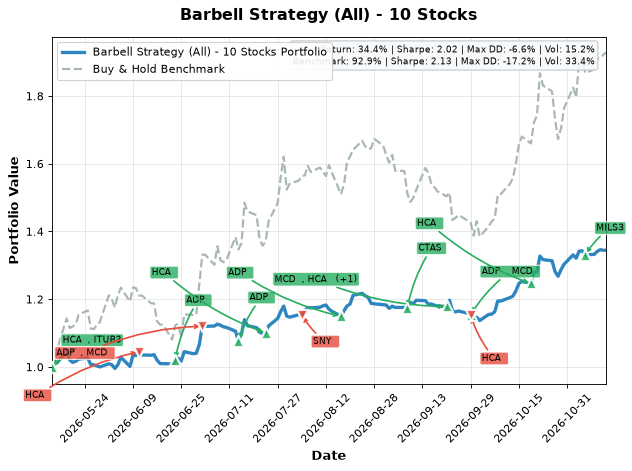 Barbell Strategy (All) - 10 Stocks
Barbell Strategy (All) - 10 Stocks Portfolio
Buy & Hold Benchmark
turn: 34.4% | Sharpe: 2.02 | Max DD: -6.6% | Vol: 15.2%
Benchmark: 92.9% | Sharpe: 2.13 | Max DD: -17.2% | Vol: 33.4%
Portfolio Value
1.8
1.6
1.4
1.2
1.0
HCA
CTAS
MILS3
HCA
ADP
MCD , HCA (+1)
ADP , MCD
ADP
ADP
HCA , ITUB3
ADP , MCD
SNY
HCA
HCA
2026-05-24
2026-06-09
2026-06-25
2026-07-11
2026-07-27
2026-08-12
2026-08-28
2026-09-13
2026-09-29
2026-10-15
2026-10-31
Date